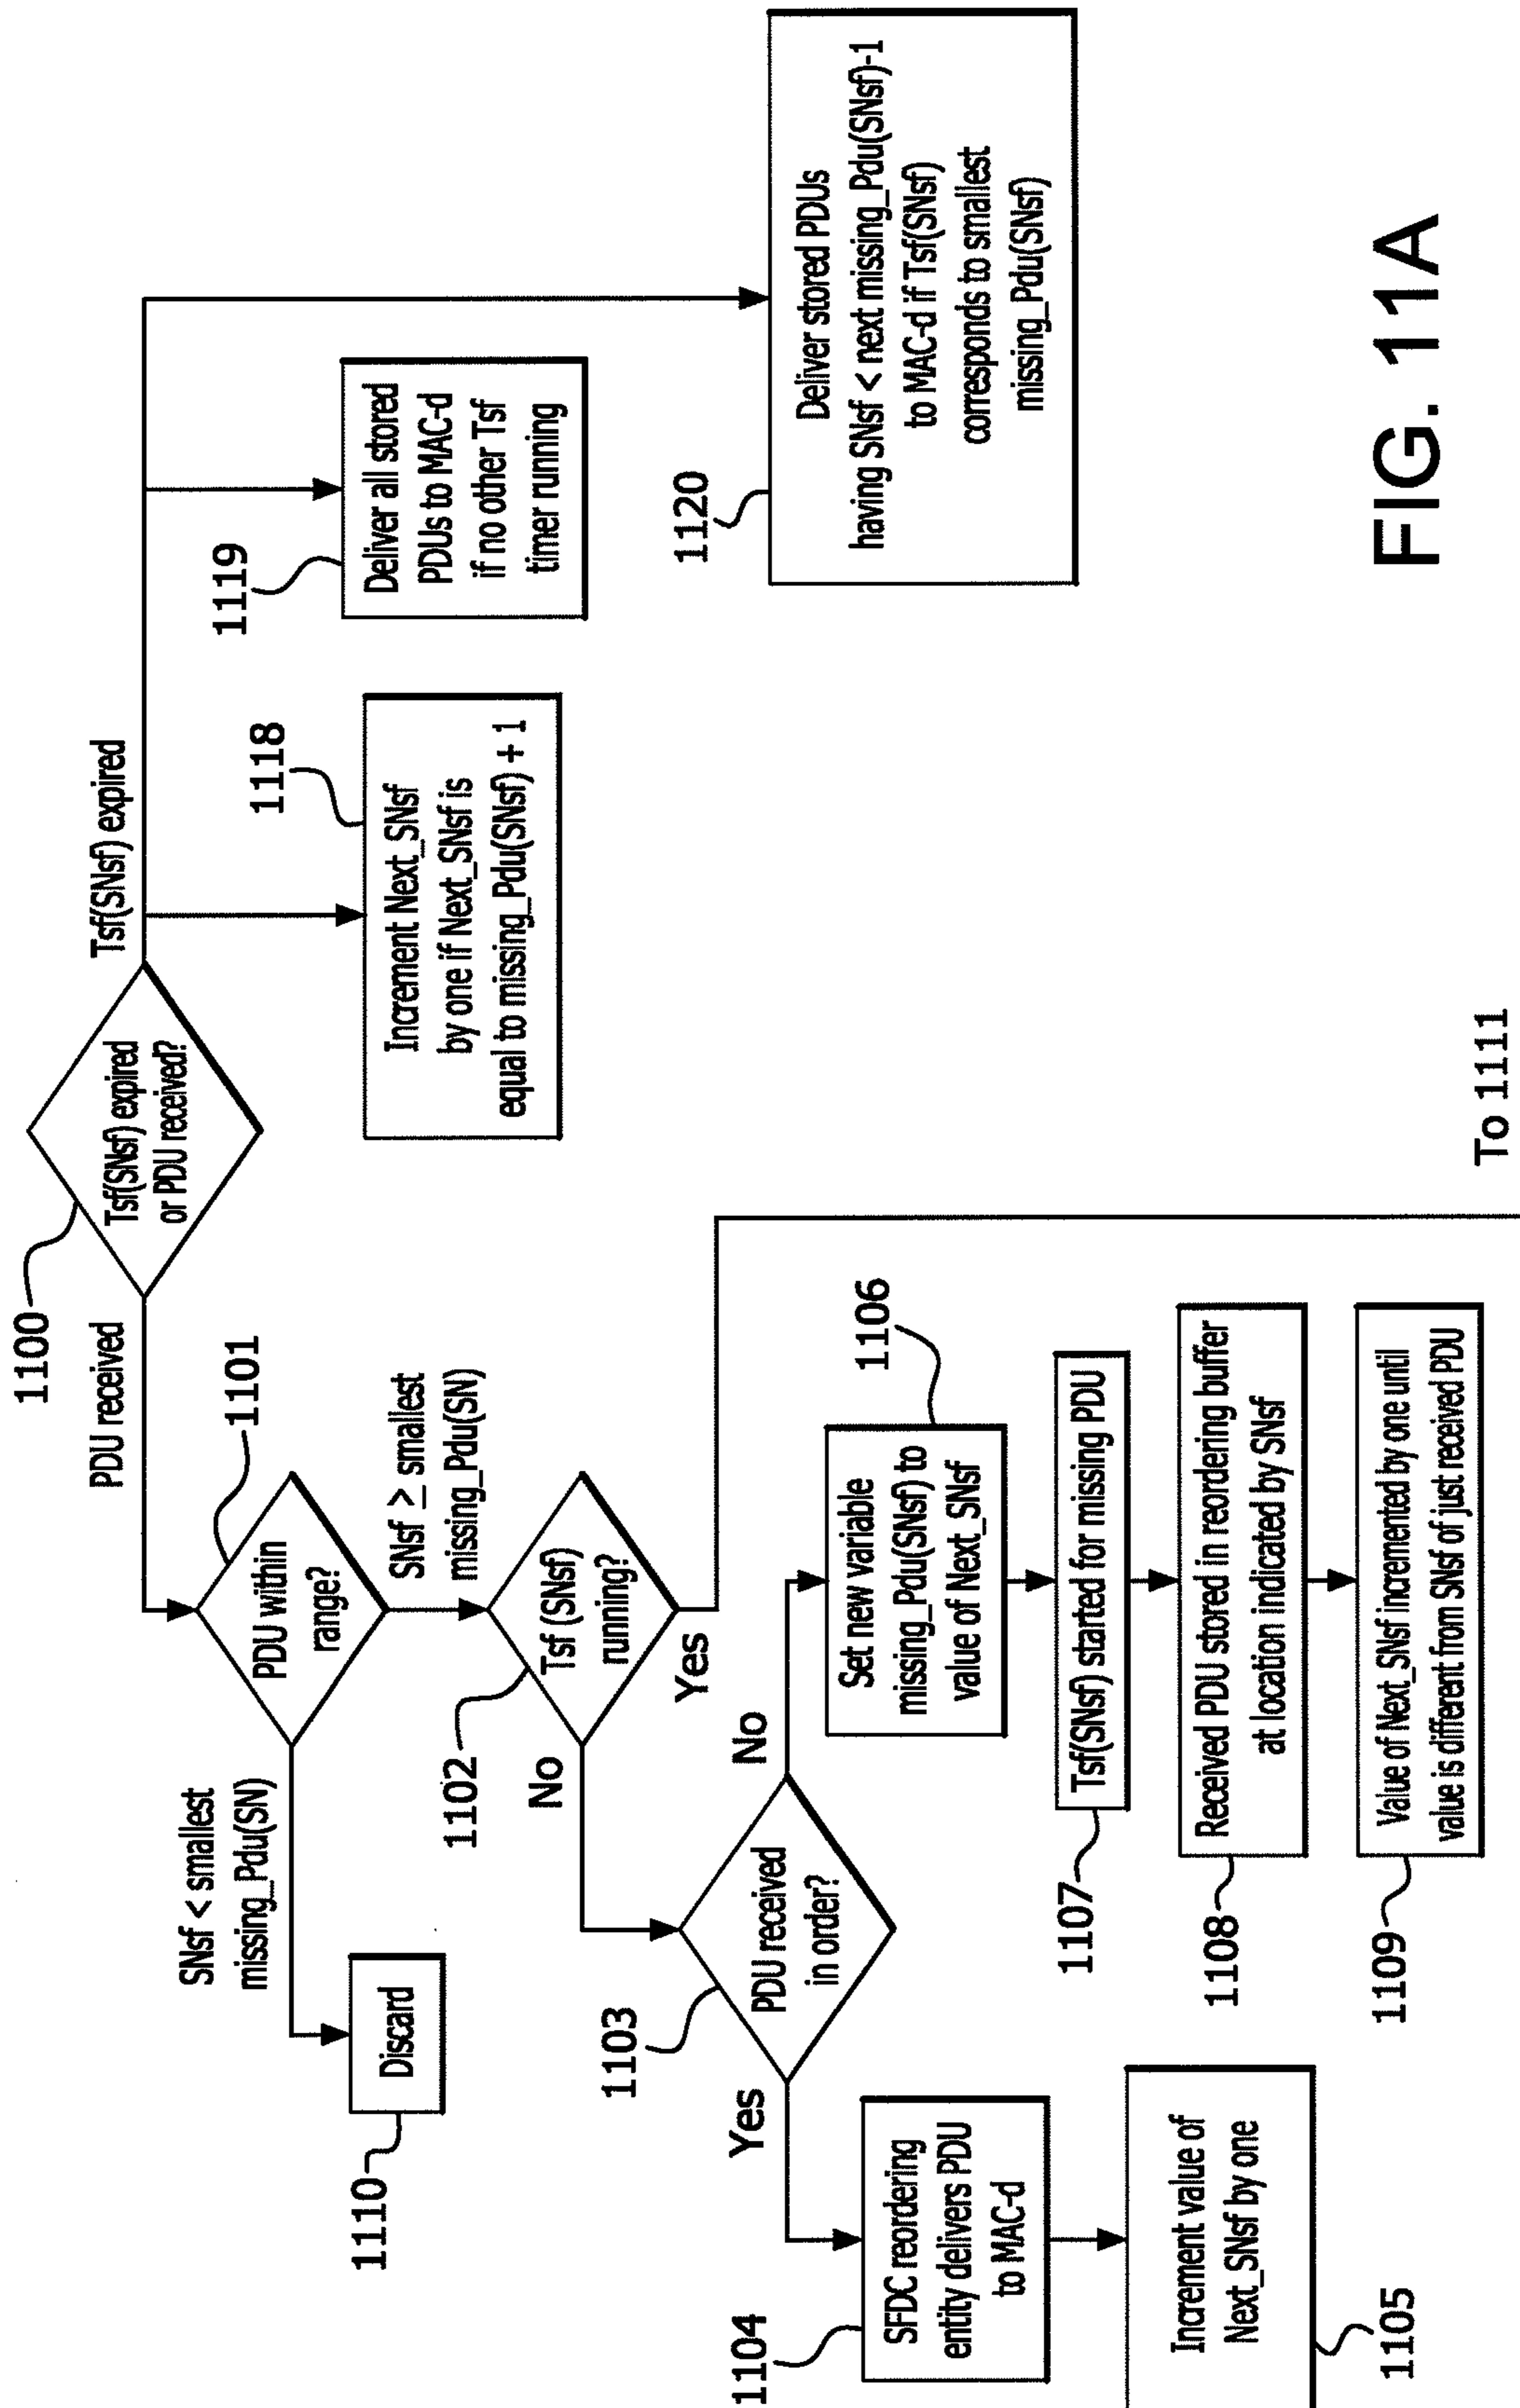 1100
Tsf(SNsf) expired
or PDU received?
PDU received
Tsf(SNsf) expired
1101
PDU within
range?
SNsf < smallest
missing_Pdu(SN)
SNsf ≥ smallest
missing_Pdu(SN)
1110
Discard
1102
Tsf (SNsf)
running?
No
Yes
1103
PDU received
in order?
Yes
No
1104
SFDC reordering
entity delivers PDU
to MAC-d
Increment value of
Next_SNsf by one
1105
1106
Set new variable
missing_Pdu(SNsf) to
value of Next_SNsf
1107
Tsf(SNsf) started for missing PDU
1108
Received PDU stored in reordering buffer
at location indicated by SNsf
1109
Value of Next_SNsf incremented by one until
value is different from SNsf of just received PDU
To 1111
1118
Increment Next_SNsf
by one if Next_SNsf is
equal to missing_Pdu(SNsf) + 1
1119
Deliver all stored
PDUs to MAC-d
if no other Tsf
timer running
1120
Deliver stored PDUs
having SNsf < next missing_Pdu(SNsf)-1
to MAC-d if Tsf(SNsf)
corresponds to smallest
missing_Pdu(SNsf)
FIG. 11A